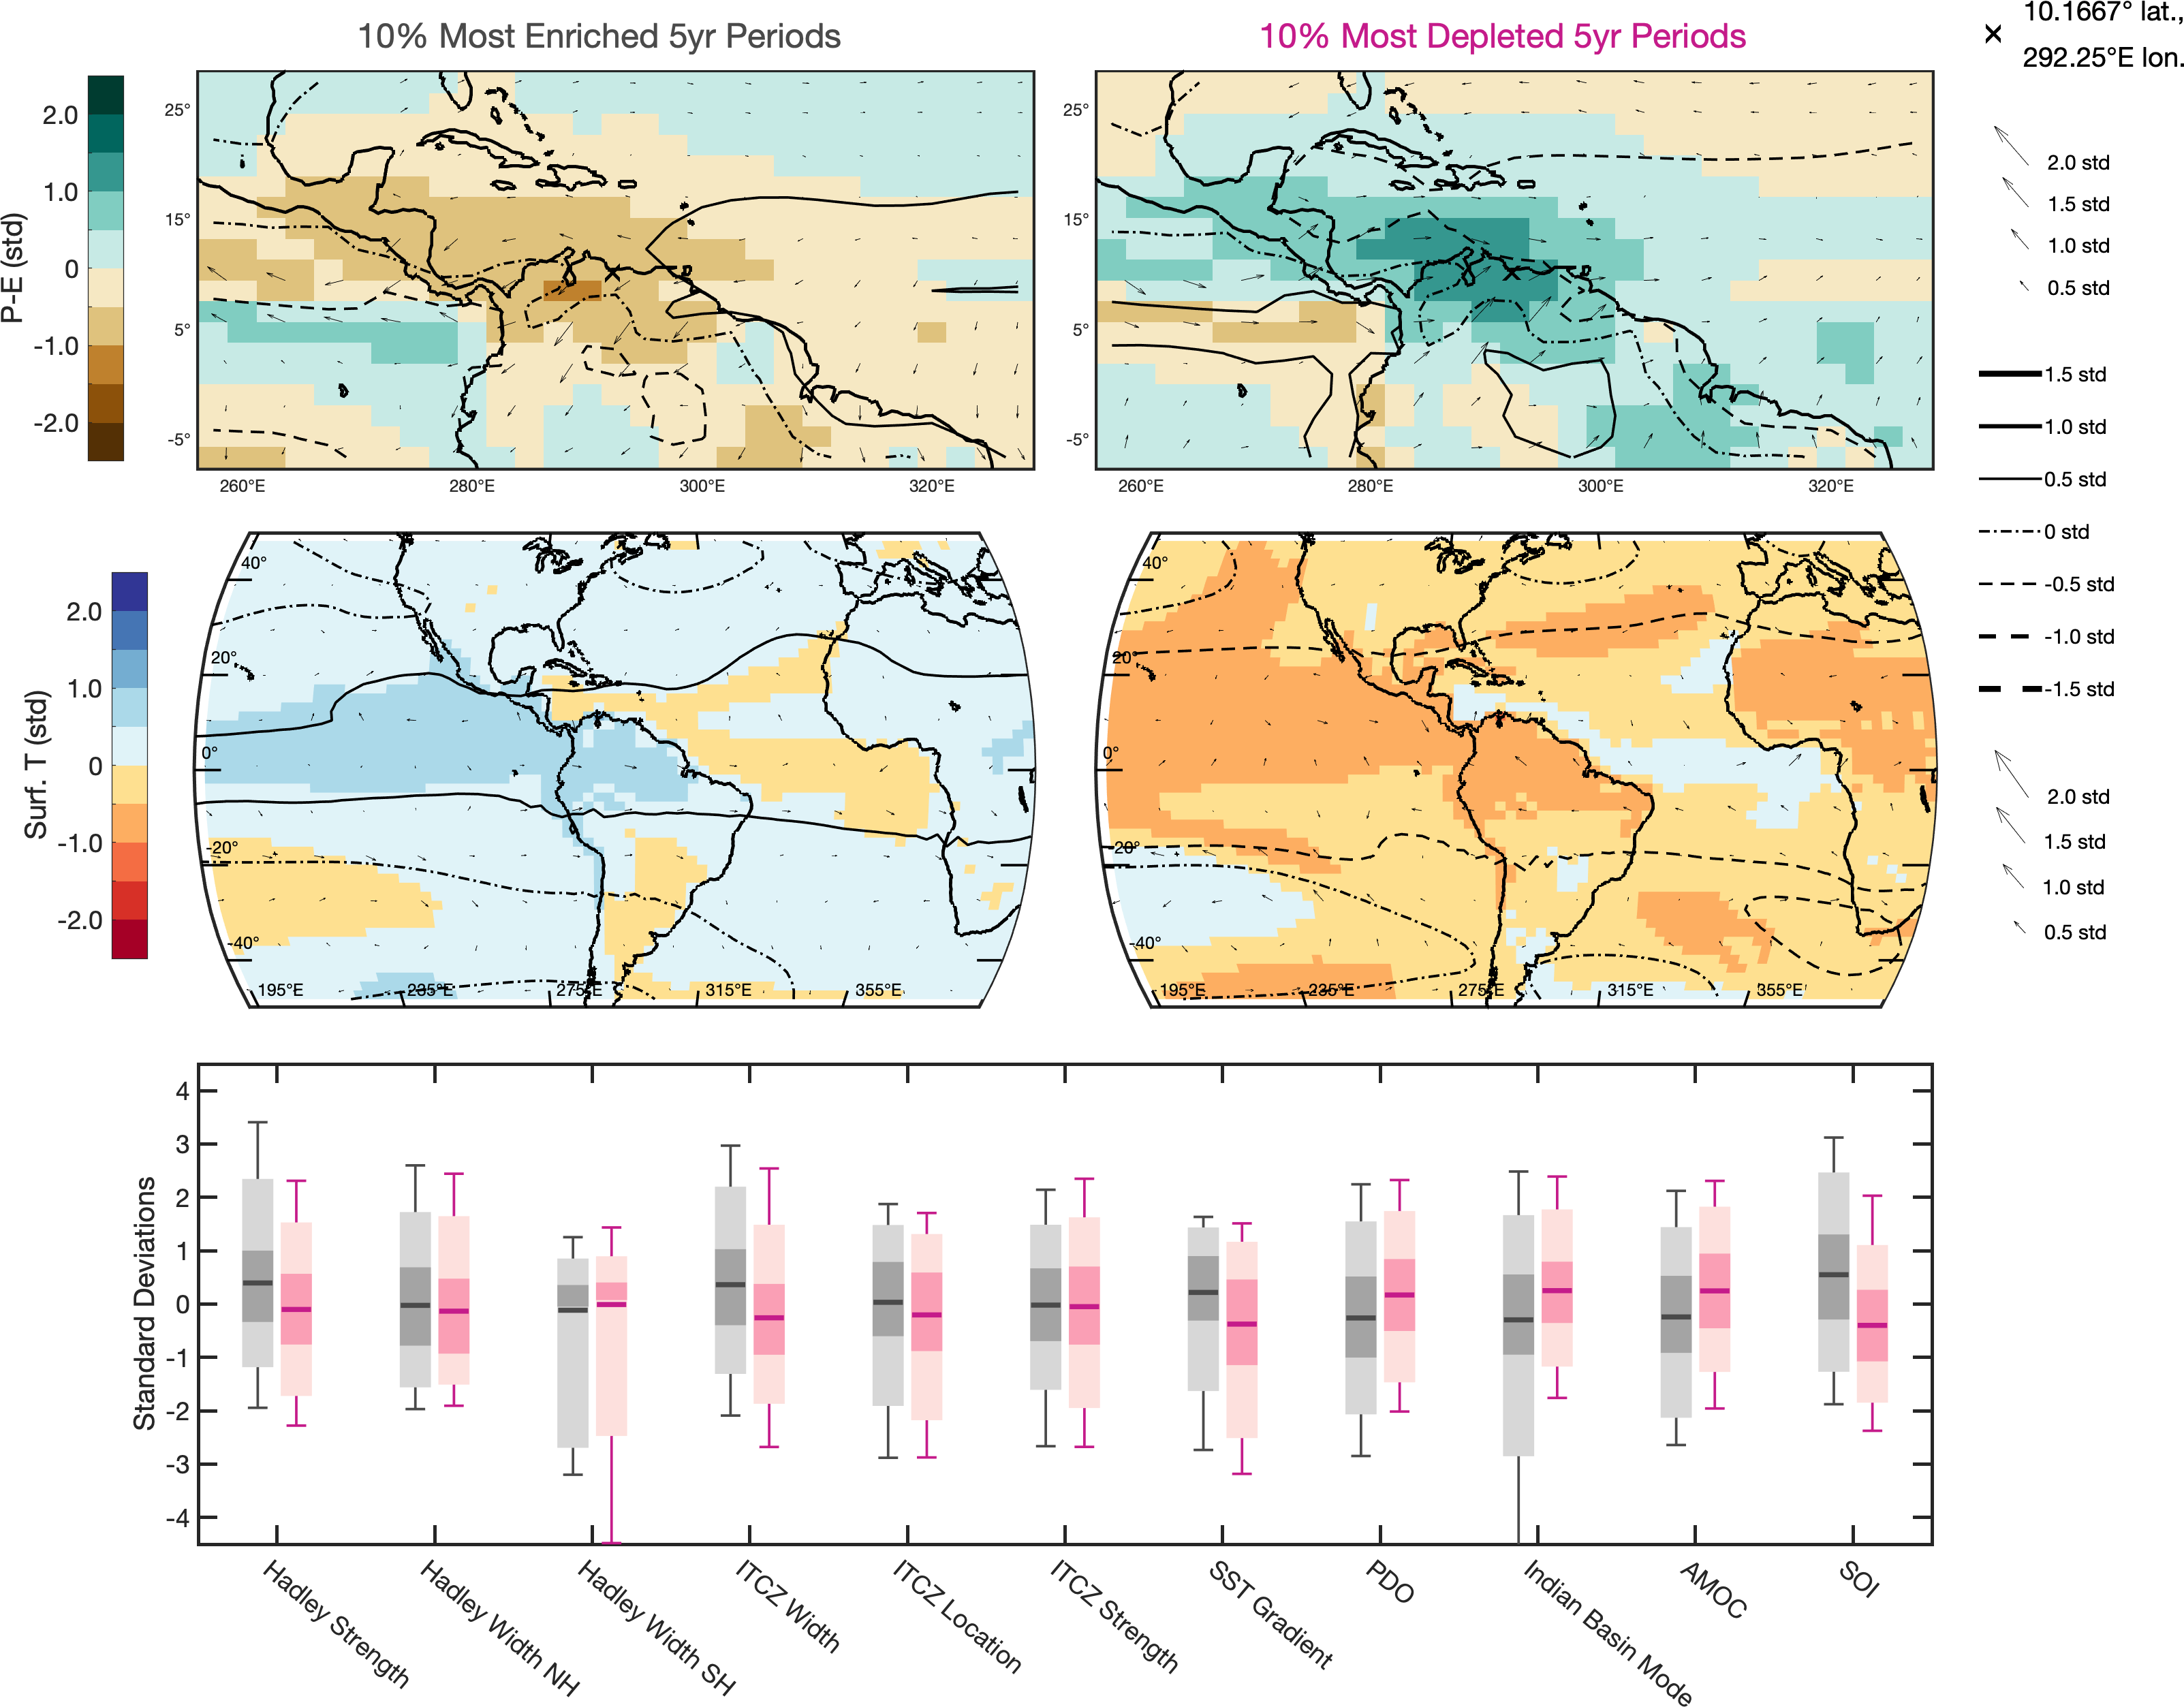 10% Most Enriched 5yr Periods
10% Most Depleted 5yr Periods
10.1667° lat.,
292.25°E lon.
P-E (std)
2.0
1.0
0
-1.0
-2.0
25°
15°
5°
-5°
260°E
280°E
300°E
320°E
25°
15°
5°
-5°
260°E
280°E
300°E
320°E
2.0 std
1.5 std
1.0 std
0.5 std
1.5 std
1.0 std
0.5 std
0 std
-0.5 std
-1.0 std
-1.5 std
2.0 std
1.5 std
1.0 std
0.5 std
Surf. T (std)
2.0
1.0
0
-1.0
-2.0
40°
20°
0°
-20°
-40°
195°E
235°E
275°E
315°E
355°E
40°
20°
0°
-20°
-40°
195°E
235°E
275°E
315°E
355°E
Standard Deviations
4
3
2
1
0
-1
-2
-3
-4
Hadley Strength
Hadley Width NH
Hadley Width SH
ITCZ Width
ITCZ Location
ITCZ Strength
SST Gradient
PDO
Indian Basin Mode
AMOC
SOI